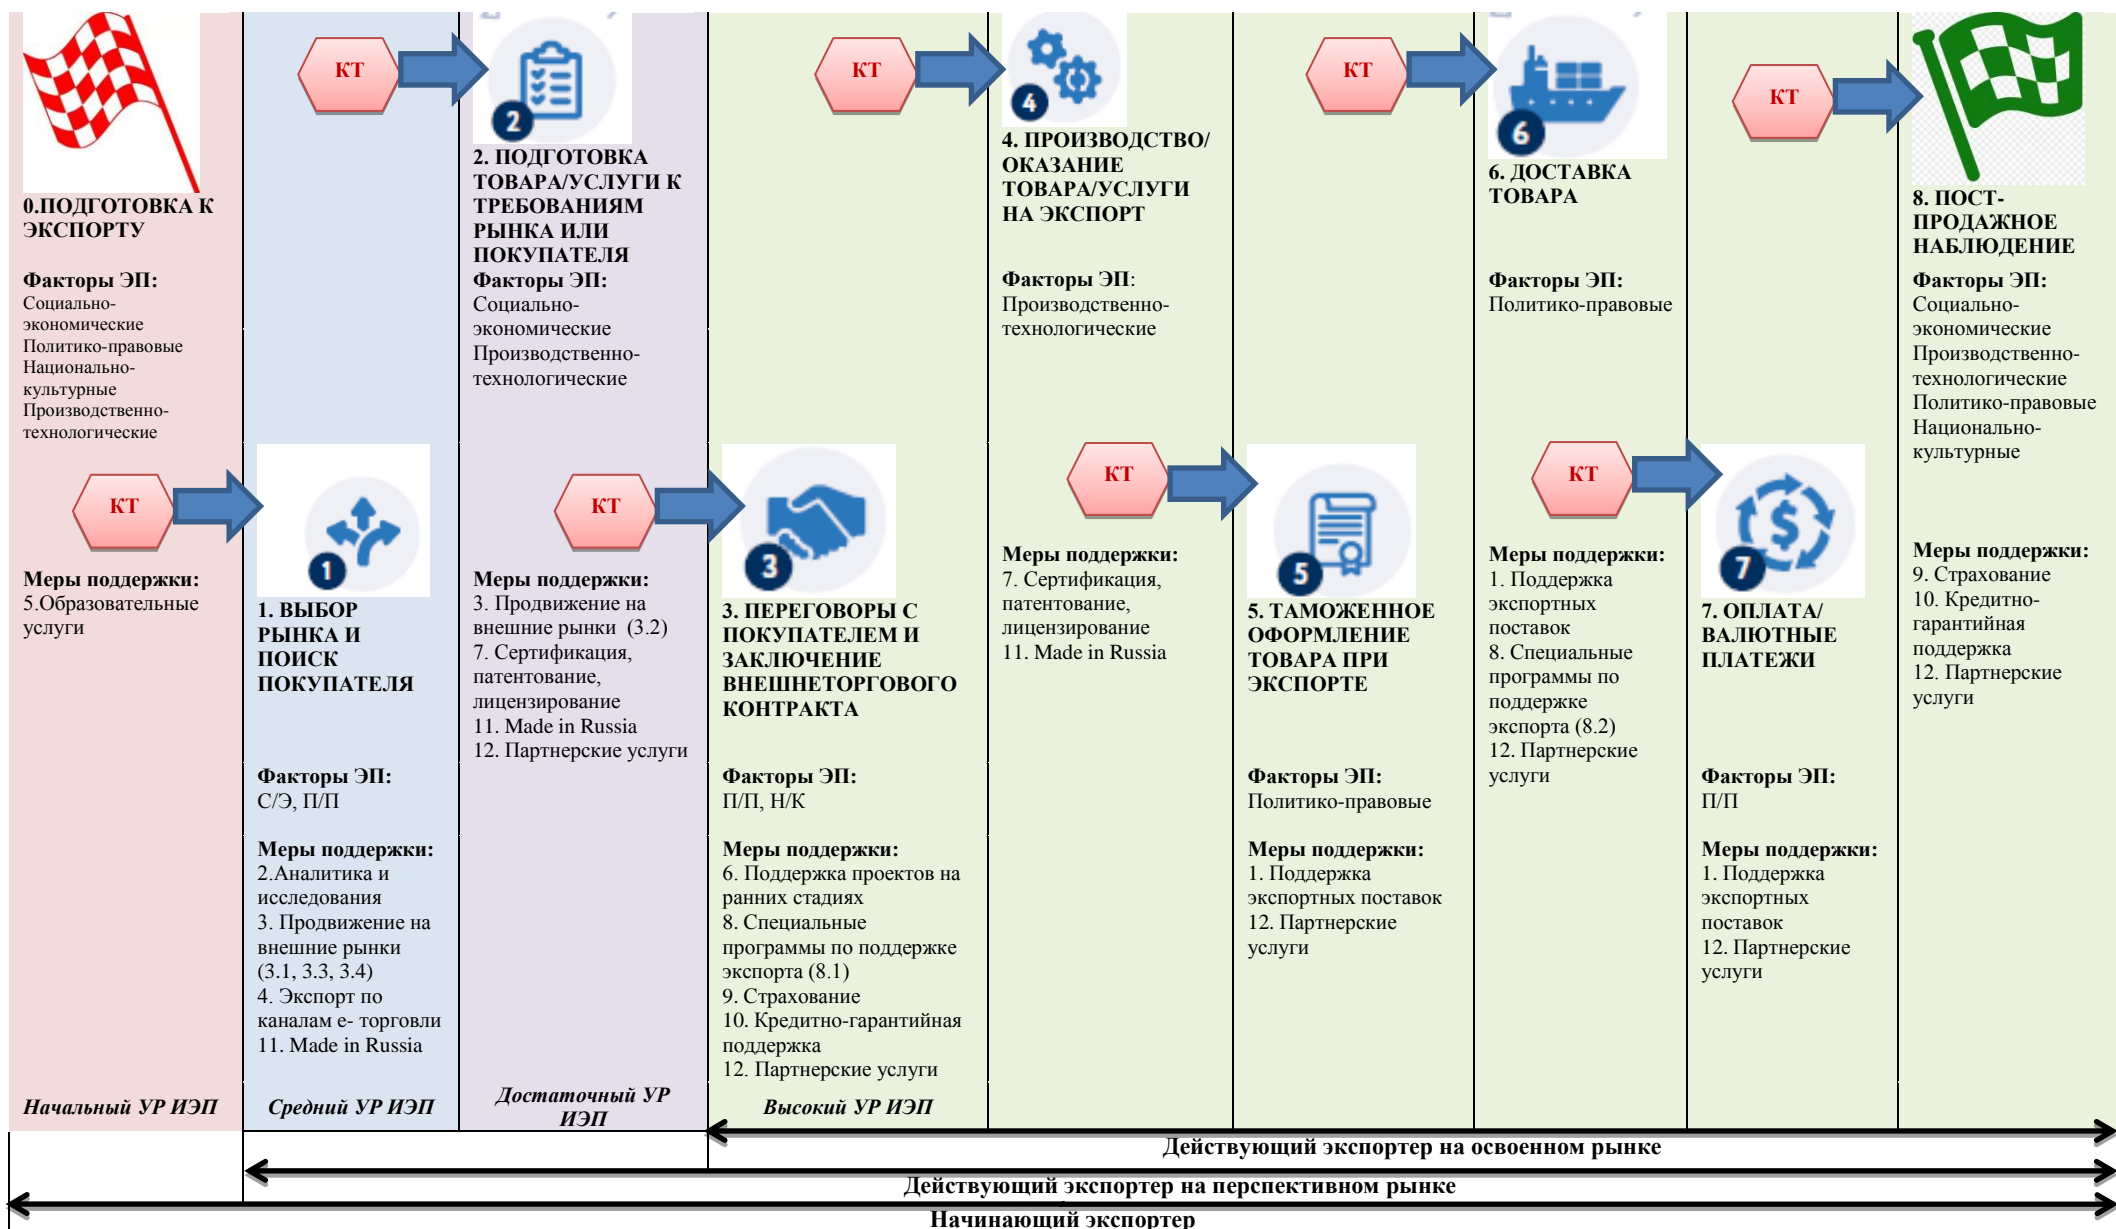 КТ
0.ПОДГОТОВКА К
ЭКСПОРТУ
Факторы ЭП:
Социально-
экономические
Политико-правовые
Национально-
культурные
Производственно-
технологические
КТ
Меры поддержки:
5.Образовательные
услуги
Начальный УР ИЭП
1
1. ВЫБОР
РЫНКА И
ПОИСК
ПОКУПАТЕЛЯ
Факторы ЭП:
С/Э, П/П
Меры поддержки:
2.Аналитика и
исследования
3. Продвижение на
внешние рынки
(3.1, 3.3, 3.4)
4. Экспорт по
каналам е- торговли
11. Made in Russia
Средний УР ИЭП
2
2. ПОДГОТОВКА
ТОВАРА/УСЛУГИ К
ТРЕБОВАНИЯМ
РЫНКА ИЛИ
ПОКУПАТЕЛЯ
Факторы ЭП:
Социально-
экономические
Производственно-
технологические
КТ
Меры поддержки:
3. Продвижение на
внешние рынки (3.2)
7. Сертификация,
патентование,
лицензирование
11. Made in Russia
12. Партнерские услуги
Достаточный УР
ИЭП
КТ
3
3. ПЕРЕГОВОРЫ С
ПОКУПАТЕЛЕМ И
ЗАКЛЮЧЕНИЕ
ВНЕШНЕТОРГОВОГО
КОНТРАКТА
Факторы ЭП:
П/П, Н/К
Меры поддержки:
6. Поддержка проектов на
ранних стадиях
8. Специальные
программы по поддержке
экспорта (8.1)
9. Страхование
10. Кредитно-гарантийная
поддержка
12. Партнерские услуги
Высокий УР ИЭП
4
4. ПРОИЗВОДСТВО/
ОКАЗАНИЕ
ТОВАРА/УСЛУГИ
НА ЭКСПОРТ
Факторы ЭП:
Производственно-
технологические
КТ
Меры поддержки:
7. Сертификация,
патентование,
лицензирование
11. Made in Russia
КТ
5
5. ТАМОЖЕННОЕ
ОФОРМЛЕНИЕ
ТОВАРА ПРИ
ЭКСПОРТЕ
Факторы ЭП:
Политико-правовые
Меры поддержки:
1. Поддержка
экспортных поставок
12. Партнерские
услуги
6
6. ДОСТАВКА
ТОВАРА
Факторы ЭП:
Политико-правовые
КТ
Меры поддержки:
1. Поддержка
экспортных
поставок
8. Специальные
программы по
поддержке
экспорта (8.2)
12. Партнерские
услуги
КТ
7
7. ОПЛАТА/
ВАЛЮТНЫЕ
ПЛАТЕЖИ
Факторы ЭП:
П/П
Меры поддержки:
1. Поддержка
экспортных
поставок
12. Партнерские
услуги
8. ПОСТ-
ПРОДАЖНОЕ
НАБЛЮДЕНИЕ
Факторы ЭП:
Социально-
экономические
Производственно-
технологические
Политико-правовые
Национально-
культурные
Меры поддержки:
9. Страхование
10. Кредитно-
гарантийная
поддержка
12. Партнерские
услуги
Действующий экспортер на освоенном рынке
Действующий экспортер на перспективном рынке
Начинающий экспортер